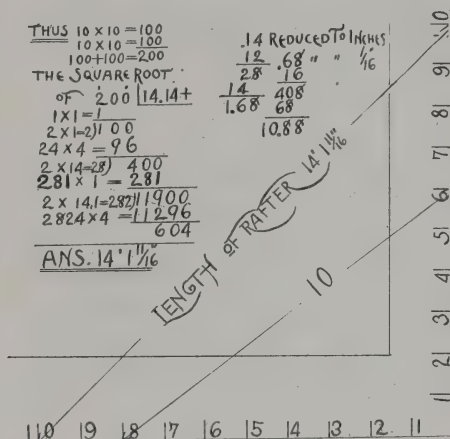 THUS 10 × 10 = 100
10 × 10 = 100
100+100=200
THE SQUARE ROOT
OF 200 |14.14+
1×1=1
2×1=2)100
24×4=96
2×14=28) 400
281×1=281
2×14.1=282)11900
2824×4=11296
604
ANS. 14' 1 11/16"
.14 REDUCED TO INCHES
12 .68 " " 1/16
28 16
14 408
1.68 68
10.88
LENGTH OF RAFTER 14' 1 11/16"
10
10
9
8
7
6
5
4
3
2
1
10 9 8 7 6 5 4 3 2 1